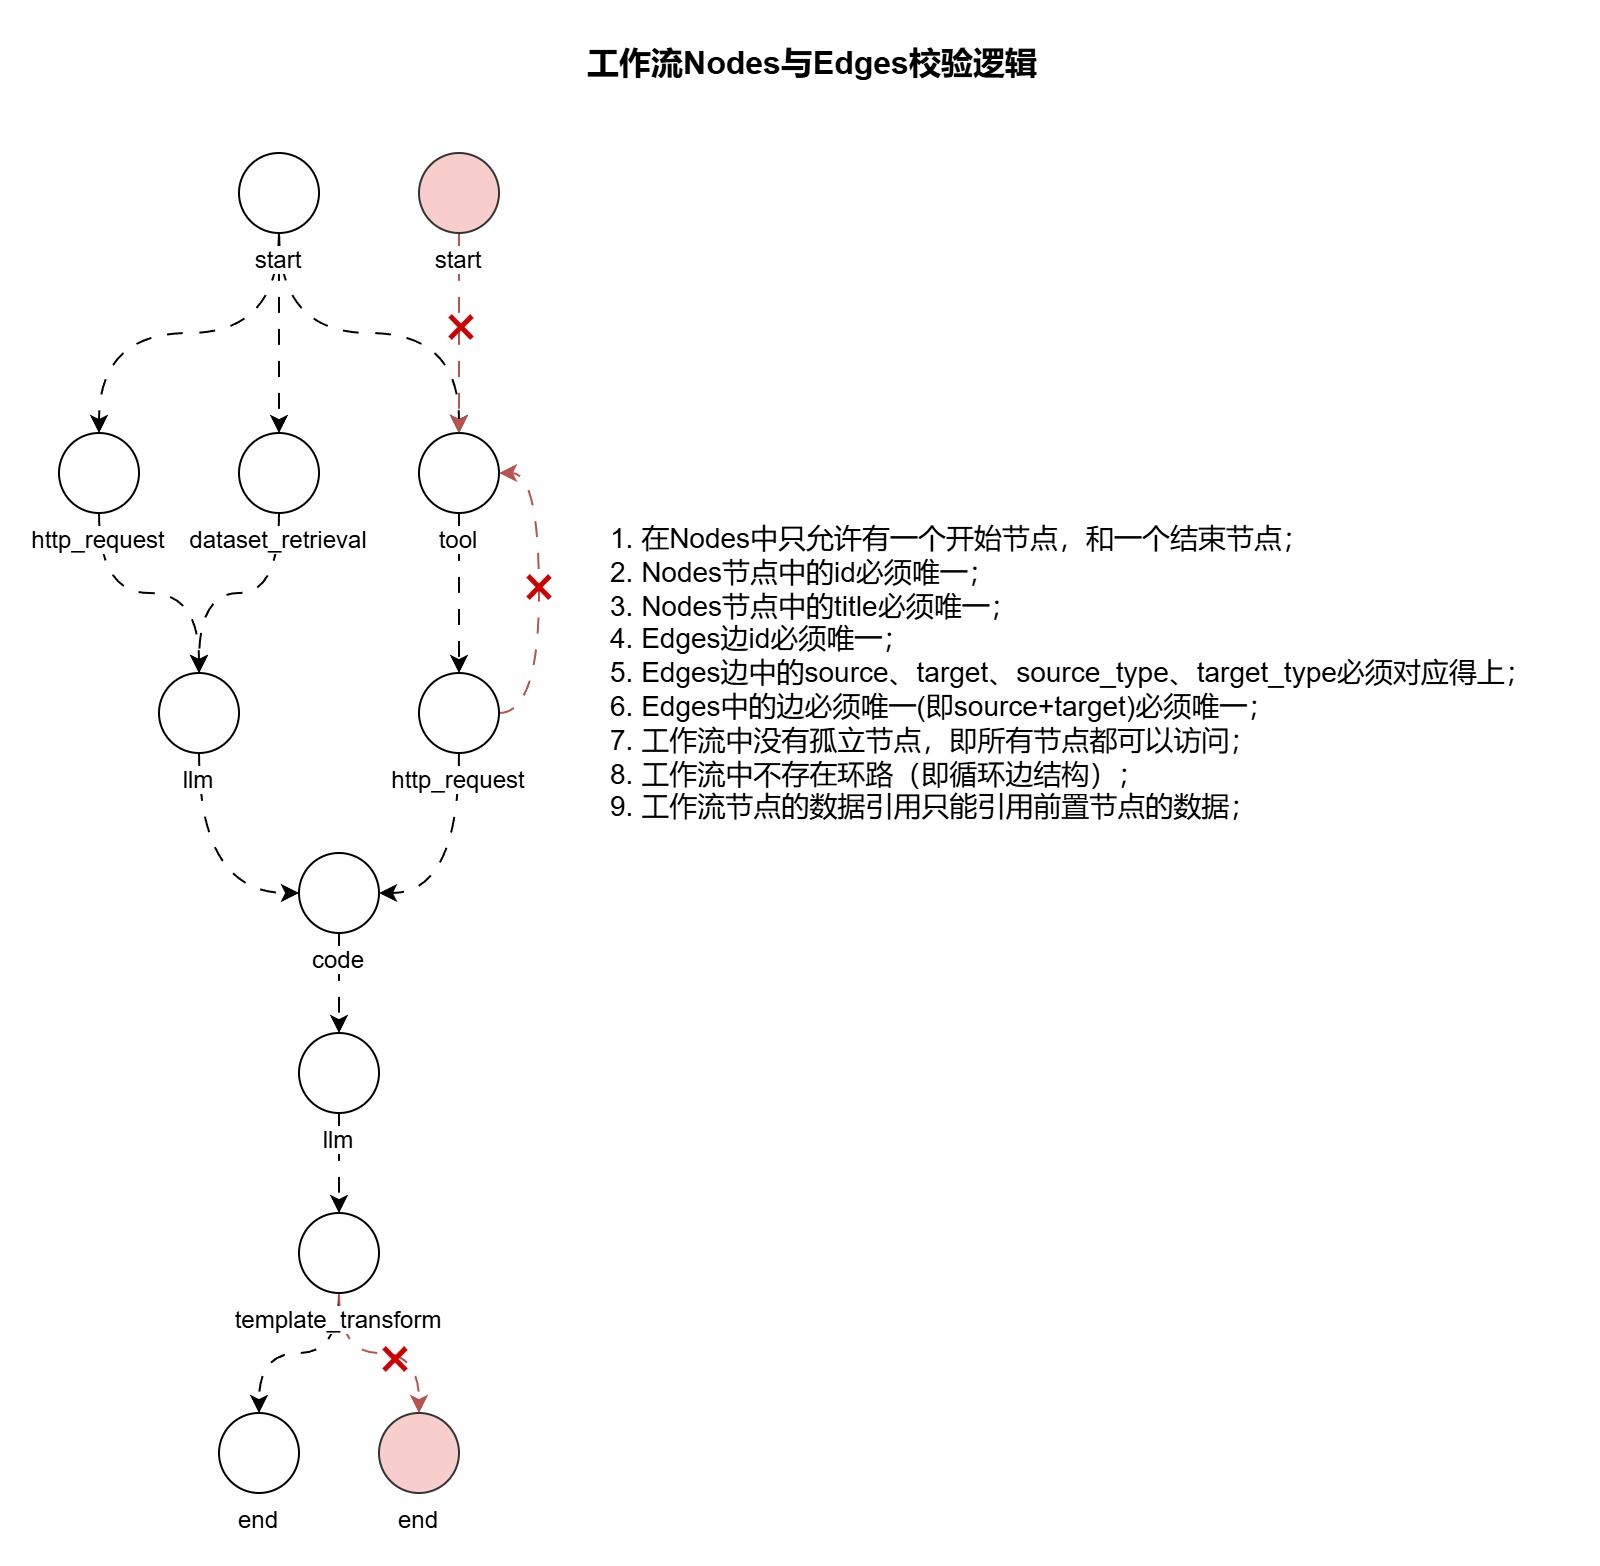 工作流Nodes与Edges校验逻辑
start
start
http_request
dataset_retrieval
tool
1. 在Nodes中只允许有一个开始节点，和一个结束节点；
2. Nodes节点中的id必须唯一；
3. Nodes节点中的title必须唯一；
4. Edges边id必须唯一；
5. Edges边中的source、target、source_type、target_type必须对应得上；
6. Edges中的边必须唯一(即source+target)必须唯一；
7. 工作流中没有孤立节点，即所有节点都可以访问；
8. 工作流中不存在环路（即循环边结构）；
9. 工作流节点的数据引用只能引用前置节点的数据；
llm
http_request
code
llm
template_transform
end
end